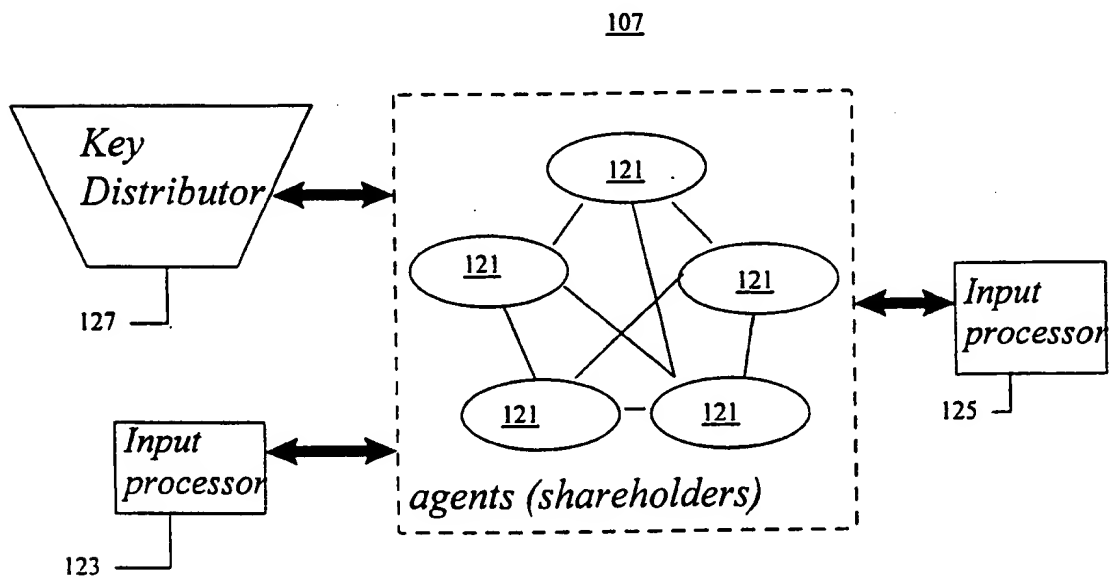 107
Key
Distributor
127
121
121
121
121
121
agents (shareholders)
Input
processor
125
Input
processor
123